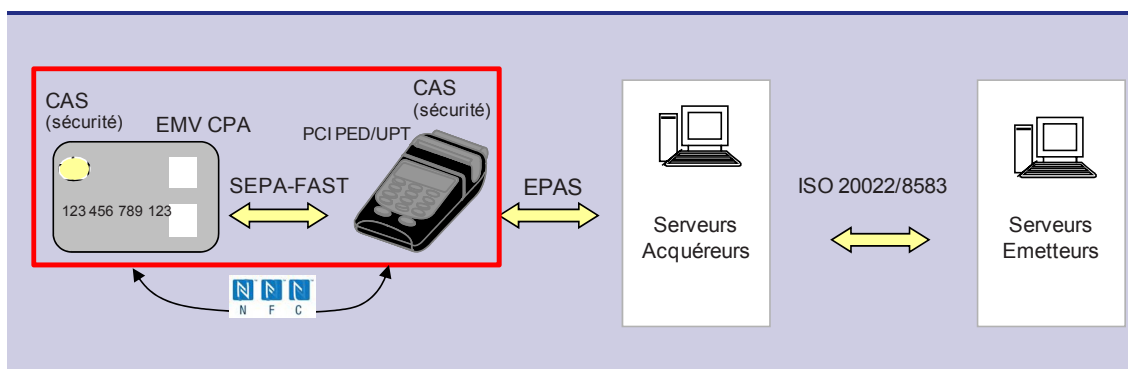 CAS
(sécurité)
EMV CPA
CAS
(sécurité)
PCI PED/UPT
123 456 789 123
SEPA-FAST
EPAS
ISO 20022/8583
Serveurs
Acquéreurs
Serveurs
Emetteurs
N F C